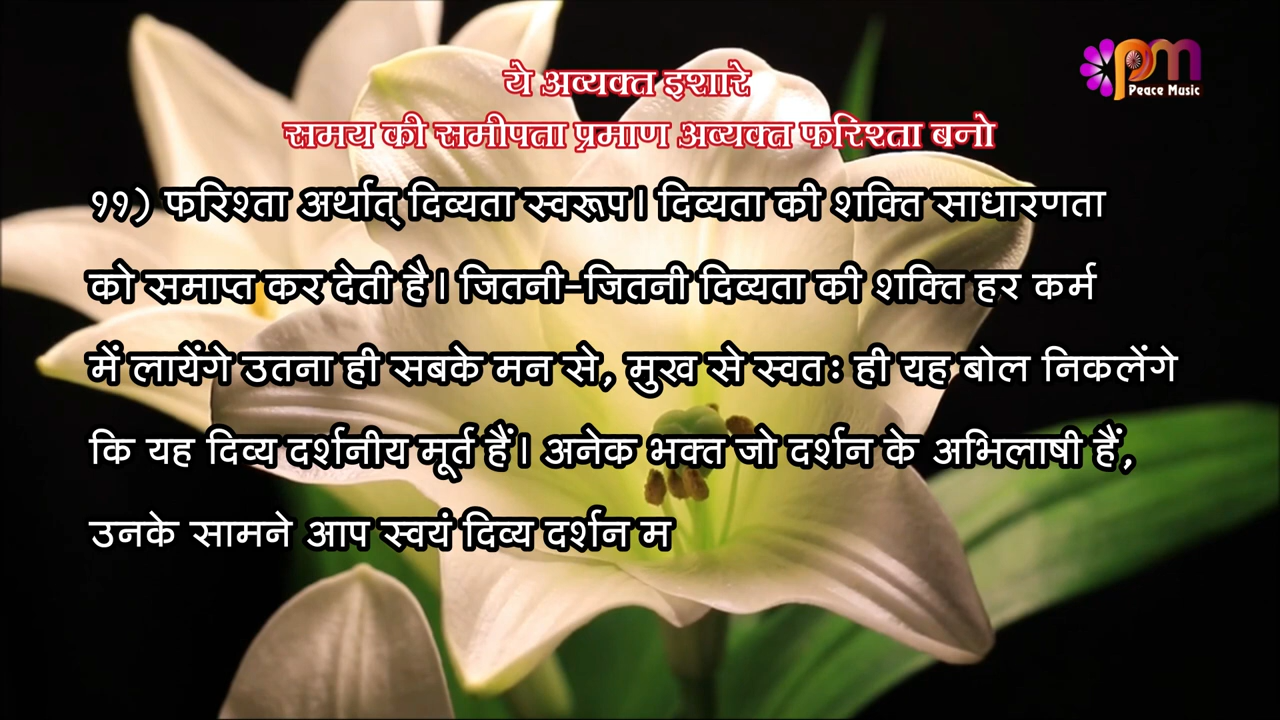 ये अव्यक्त इशारे
समय की समीपता प्रमाण अव्यक्त फरिश्ता बनो
११) फरिश्ता अर्थात् दिव्यता स्वरूप। दिव्यता की शक्ति साधारणता
को समाप्त कर देती है। जितनी-जितनी दिव्यता की शक्ति हर कर्म
में लायेंगे उतना ही सबके मन से, मुख से स्वतः ही यह बोल निकलेंगे
कि यह दिव्य दर्शनीय मूर्त हैं। अनेक भक्त जो दर्शन के अभिलाषी हैं,
उनके सामने आप स्वयं दिव्य दर्शन म
pm
Peace Music